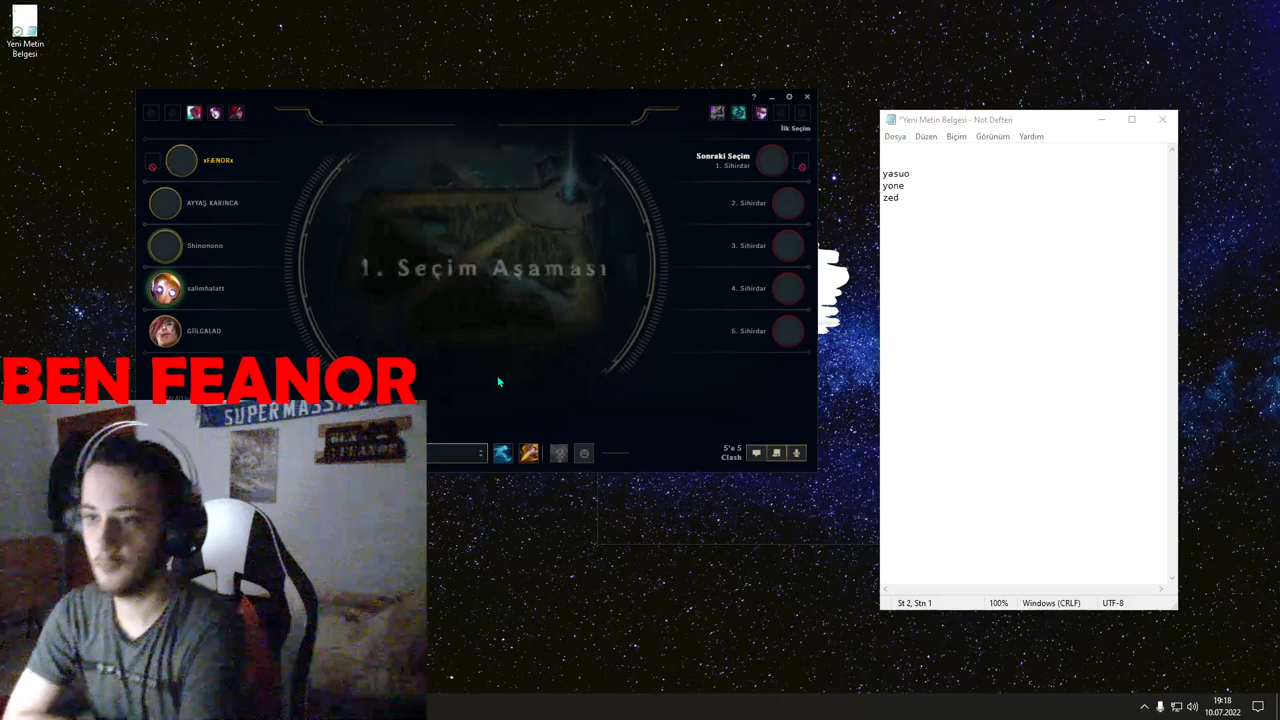 Yeni Metin
Belgesi
İlk Seçim
xFÆNORx
AYYAŞ KARINCA
Shinonono
salimhalatt
GIILGALAD
Sonraki Seçim
1. Sihirdar
2. Sihirdar
3. Sihirdar
4. Sihirdar
5. Sihirdar
1. Seçim Aşaması
5'e 5
Clash
*Yeni Metin Belgesi - Not Defteri
Dosya Düzen Biçim Görünüm Yardım
yasuo
yone
zed
St 2, Stn 1 100% Windows (CRLF) UTF-8
BEN FEANOR
SUPERMASSIVE
BEN
FEANOR
19:18
10.07.2022